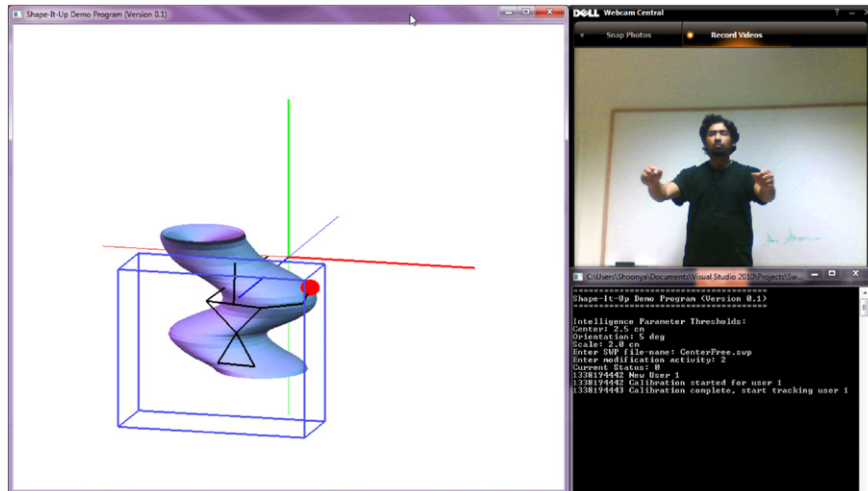 Shape-It-Up Demo Program (Version 0.1)
DELL Webcam Central
Snap Photos
Record Videos
C:\Users\Shoonya\Documents\Visual Studio 2010\Projects\Sw...
====================================
Shape-It-Up Demo Program (Version 0.1)
====================================
Intelligence Parameter Thresholds:
Center: 2.5 cm
Orientation: 5 deg
Scale: 2.0 cm
Enter SWP file-name: CenterFree.swp
Enter modification activity: 2
Current Status: 0
1338194442 New User 1
1338194442 Calibration started for user 1
1338194443 Calibration complete, start tracking user 1